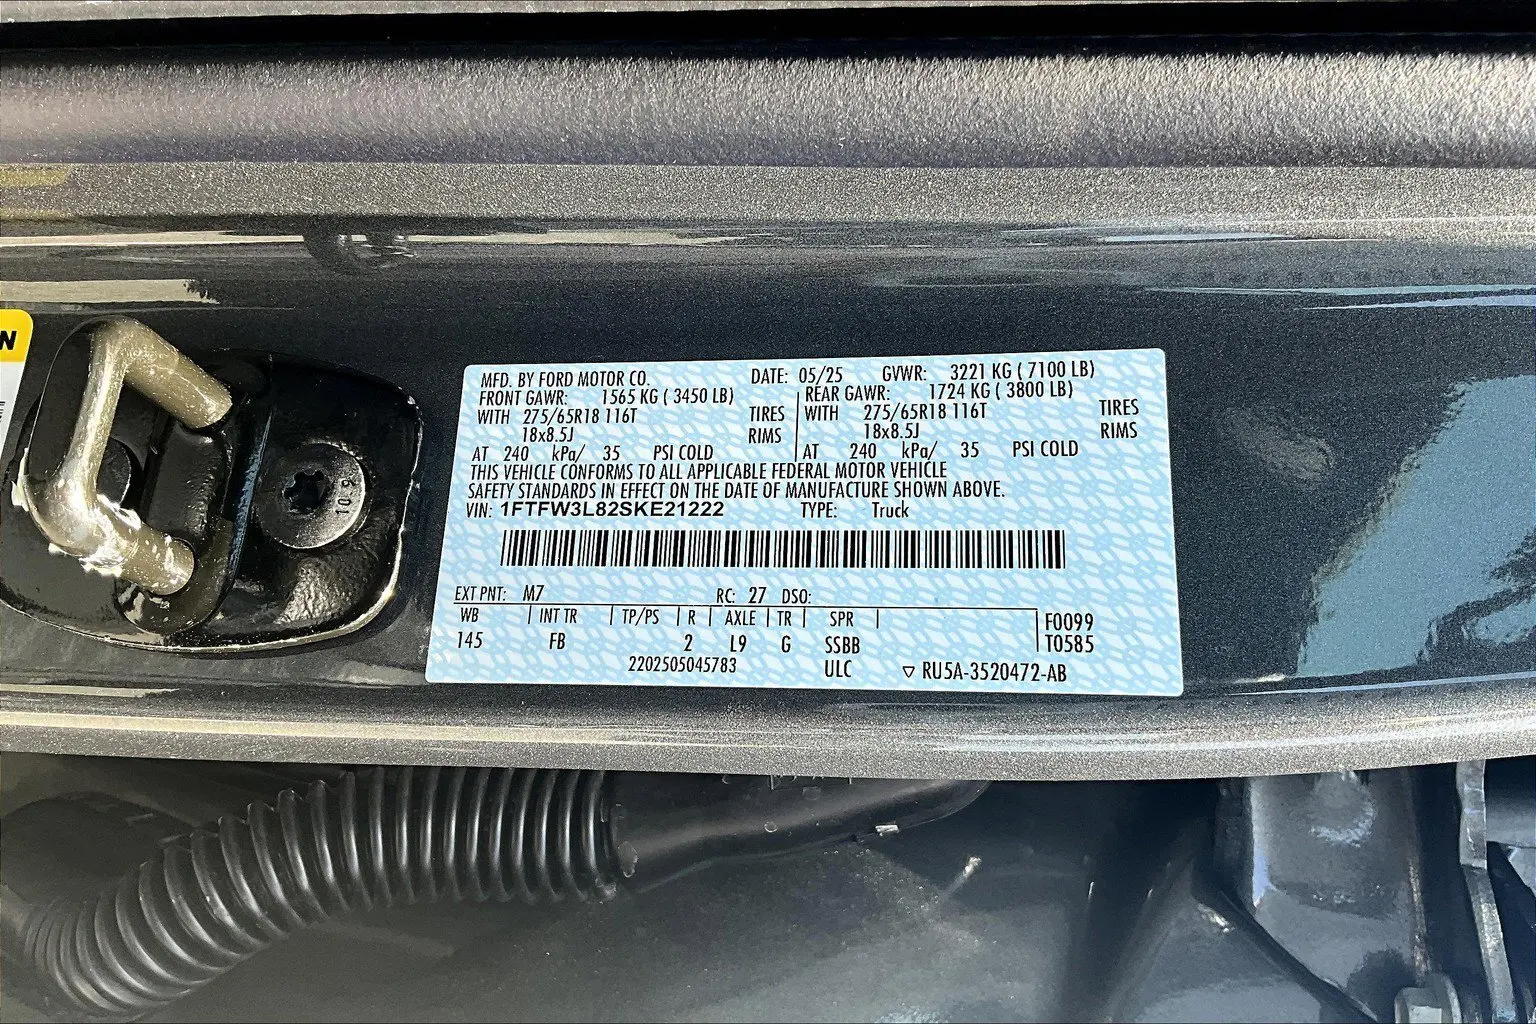 N
10.9
MFD. BY FORD MOTOR CO. DATE: 05/25 GVWR: 3221 KG ( 7100 LB)
FRONT GAWR: 1565 KG ( 3450 LB) REAR GAWR: 1724 KG ( 3800 LB)
WITH 275/65R18 116T TIRES WITH 275/65R18 116T TIRES
18x8.5J RIMS 18x8.5J RIMS
AT 240 kPa/ 35 PSI COLD AT 240 kPa/ 35 PSI COLD
THIS VEHICLE CONFORMS TO ALL APPLICABLE FEDERAL MOTOR VEHICLE
SAFETY STANDARDS IN EFFECT ON THE DATE OF MANUFACTURE SHOWN ABOVE.
VIN: 1FTFW3L82SKE21222 TYPE: Truck
EXT PNT: M7 RC: 27 DSO:
WB INT TR TP/PS R AXLE TR SPR F0099
145 FB 2 L9 G SSBB T0585
2202505045783 ULC ▽ RU5A-3520472-AB